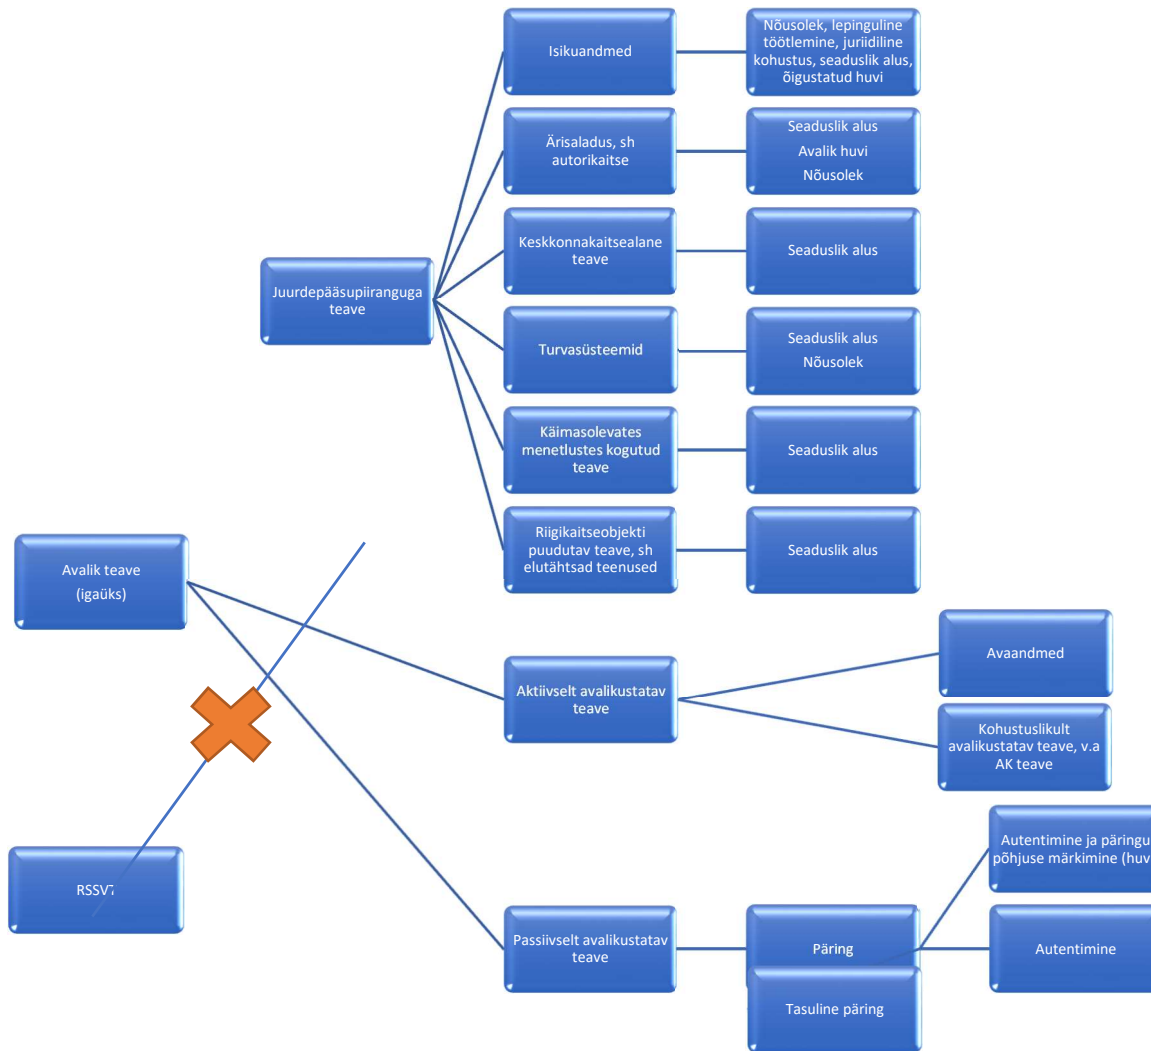 Isikuandmed
Nõusolek, lepinguline
töötlemine, juriidiline
kohustus, seaduslik alus,
õigustatud huvi
Ärisaladus, sh
autorikaitse
Seaduslik alus
Avalik huvi
Nõusolek
Juurdepääsupiiranguga
teave
Keskkonnakaitsealane
teave
Seaduslik alus
Turvasüsteemid
Seaduslik alus
Nõusolek
Käimasolevates
menetlustes kogutud
teave
Seaduslik alus
Riigikaitseobjekti
puudutav teave, sh
elutähtsad teenused
Seaduslik alus
Avalik teave
(igaüks)
Aktiivselt avalikustatav
teave
Avaandmed
Kohustuslikult
avalikustatav teave, v.a
AK teave
RSSVT
Passiivselt avalikustatav
teave
Päring
Tasuline päring
Autentimine ja päringu
põhjuse märkimine (huv
Autentimine